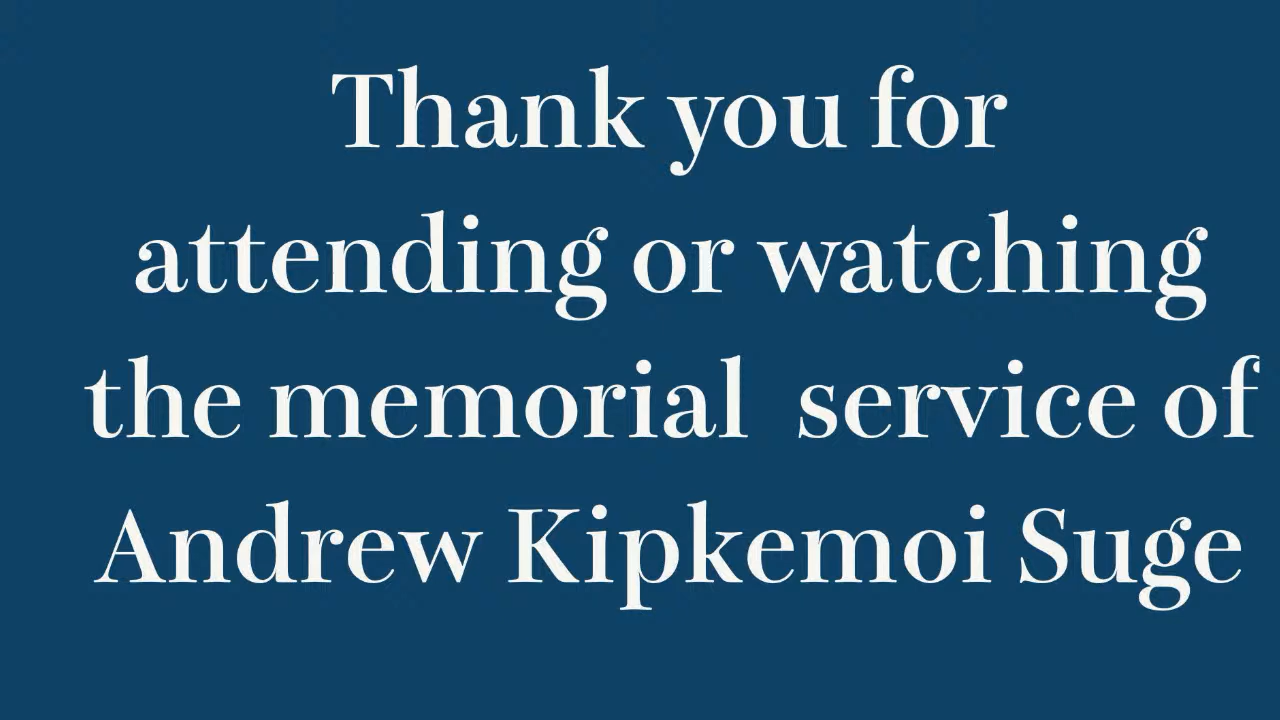 Thank you for
attending or watching
the memorial  service of
Andrew Kipkemoi Suge